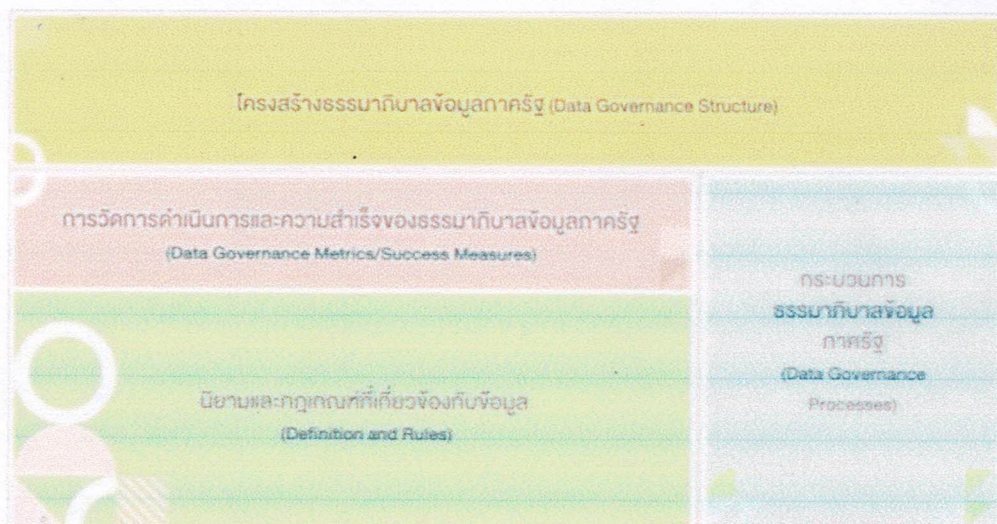 โครงสร้างธรรมาภิบาลข้อมูลภาครัฐ (Data Governance Structure)
การวัดการดำเนินการและความสำเร็จของธรรมาภิบาลข้อมูลภาครัฐ
(Data Governance Metrics/Success Measures)
นิยามและกฎเกณฑ์ที่เกี่ยวข้องกับข้อมูล
(Definition and Rules)
กระบวนการ
ธรรมาภิบาลข้อมูล
ภาครัฐ
(Data Governance
Processes)